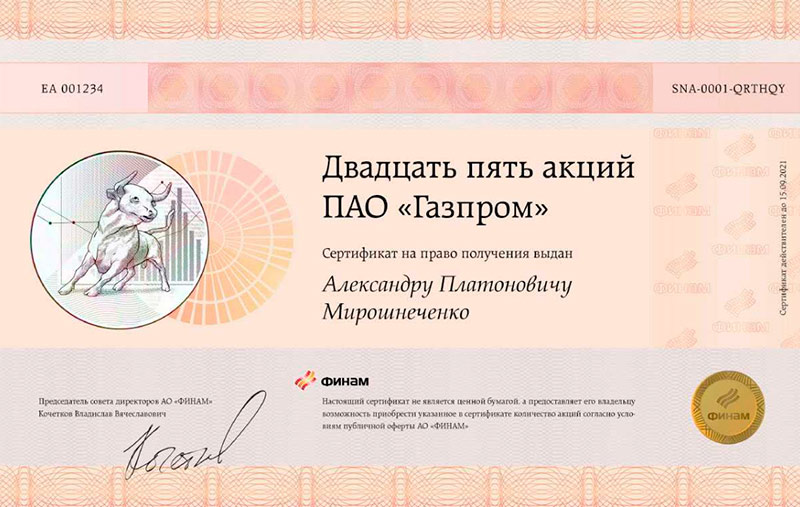 EA 001234
SNA-0001-QRTHQY
Двадцать пять акций
ПАО «Газпром»
Сертификат на право получения выдан
Александру Платоновичу
Мирошнеченко
Сертификат действителен до 15.09.2021
ФИНАМ
Председатель совета директоров АО «ФИНАМ»
Кочетков Владислав Вячеславович
Настоящий сертификат не является ценной бумагой, а предоставляет его владельцу
возможность приобрести указанное в сертификате количество акций согласно усло-
виям публичной оферты АО «ФИНАМ»
ФИНАМ